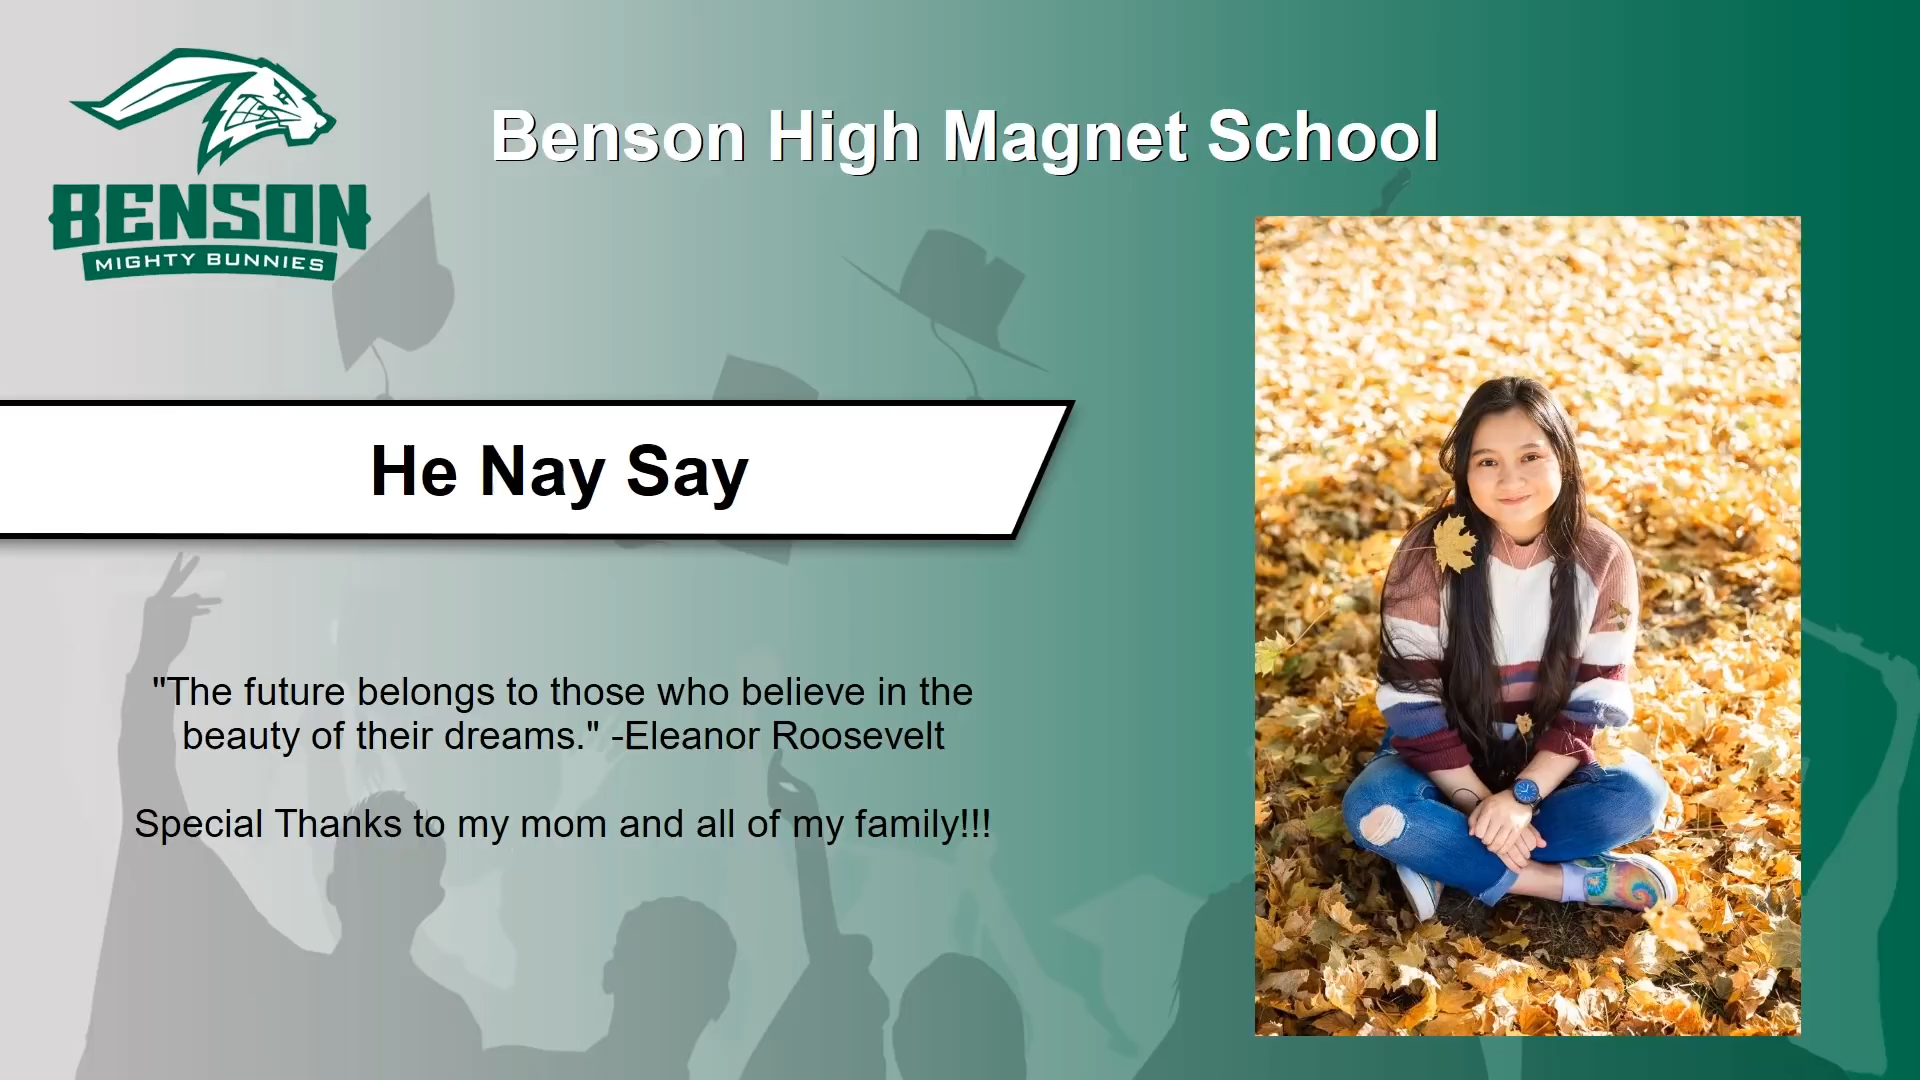 BENSON
MIGHTY BUNNIES
Benson High Magnet School
He Nay Say
"The future belongs to those who believe in the
beauty of their dreams." -Eleanor Roosevelt
Special Thanks to my mom and all of my family!!!